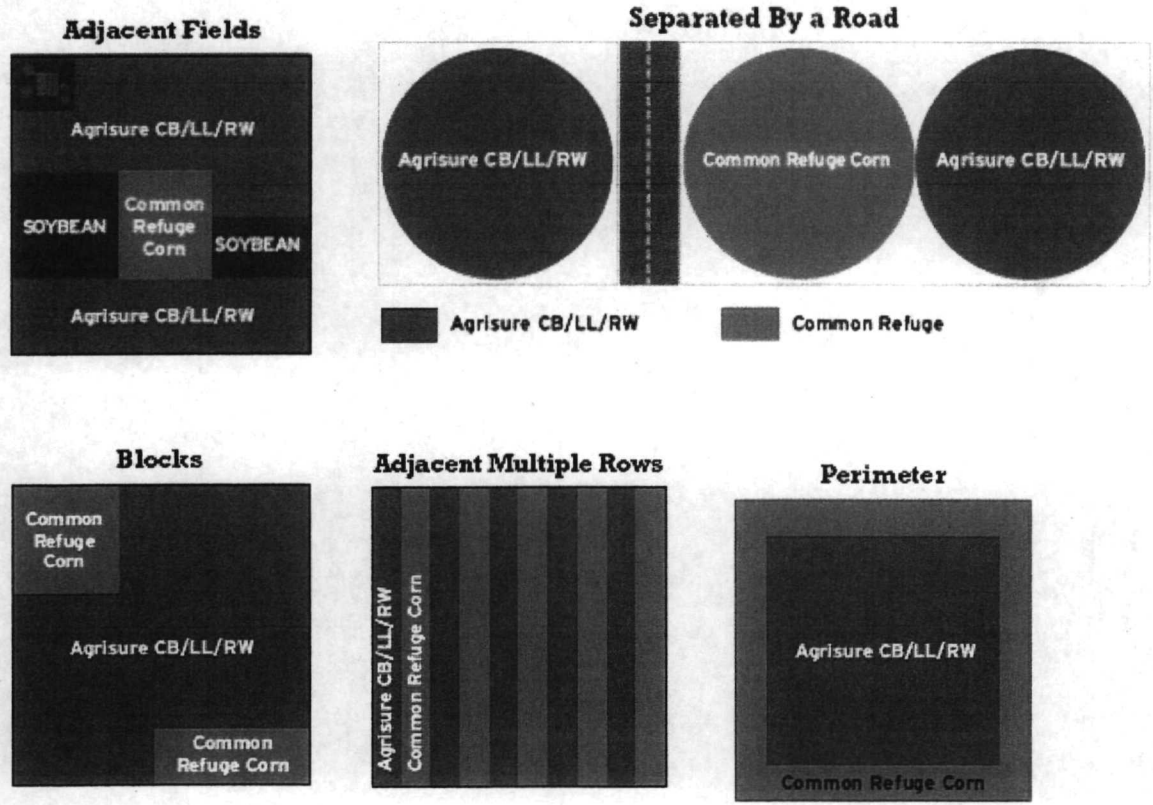 Adjacent Fields
Agrisure CB/LL/RW
SOYBEAN
Common
Refuge
Corn
SOYBEAN
Agrisure CB/LL/RW
Separated By a Road
Agrisure CB/LL/RW
Common Refuge Corn
Agrisure CB/LL/RW
Agrisure CB/LL/RW
Common Refuge
Blocks
Common
Refuge
Corn
Agrisure CB/LL/RW
Common
Refuge Corn
Adjacent Multiple Rows
Agrisure CB/LL/RW
Common Refuge Corn
Perimeter
Agrisure CB/LL/RW
Common Refuge Corn